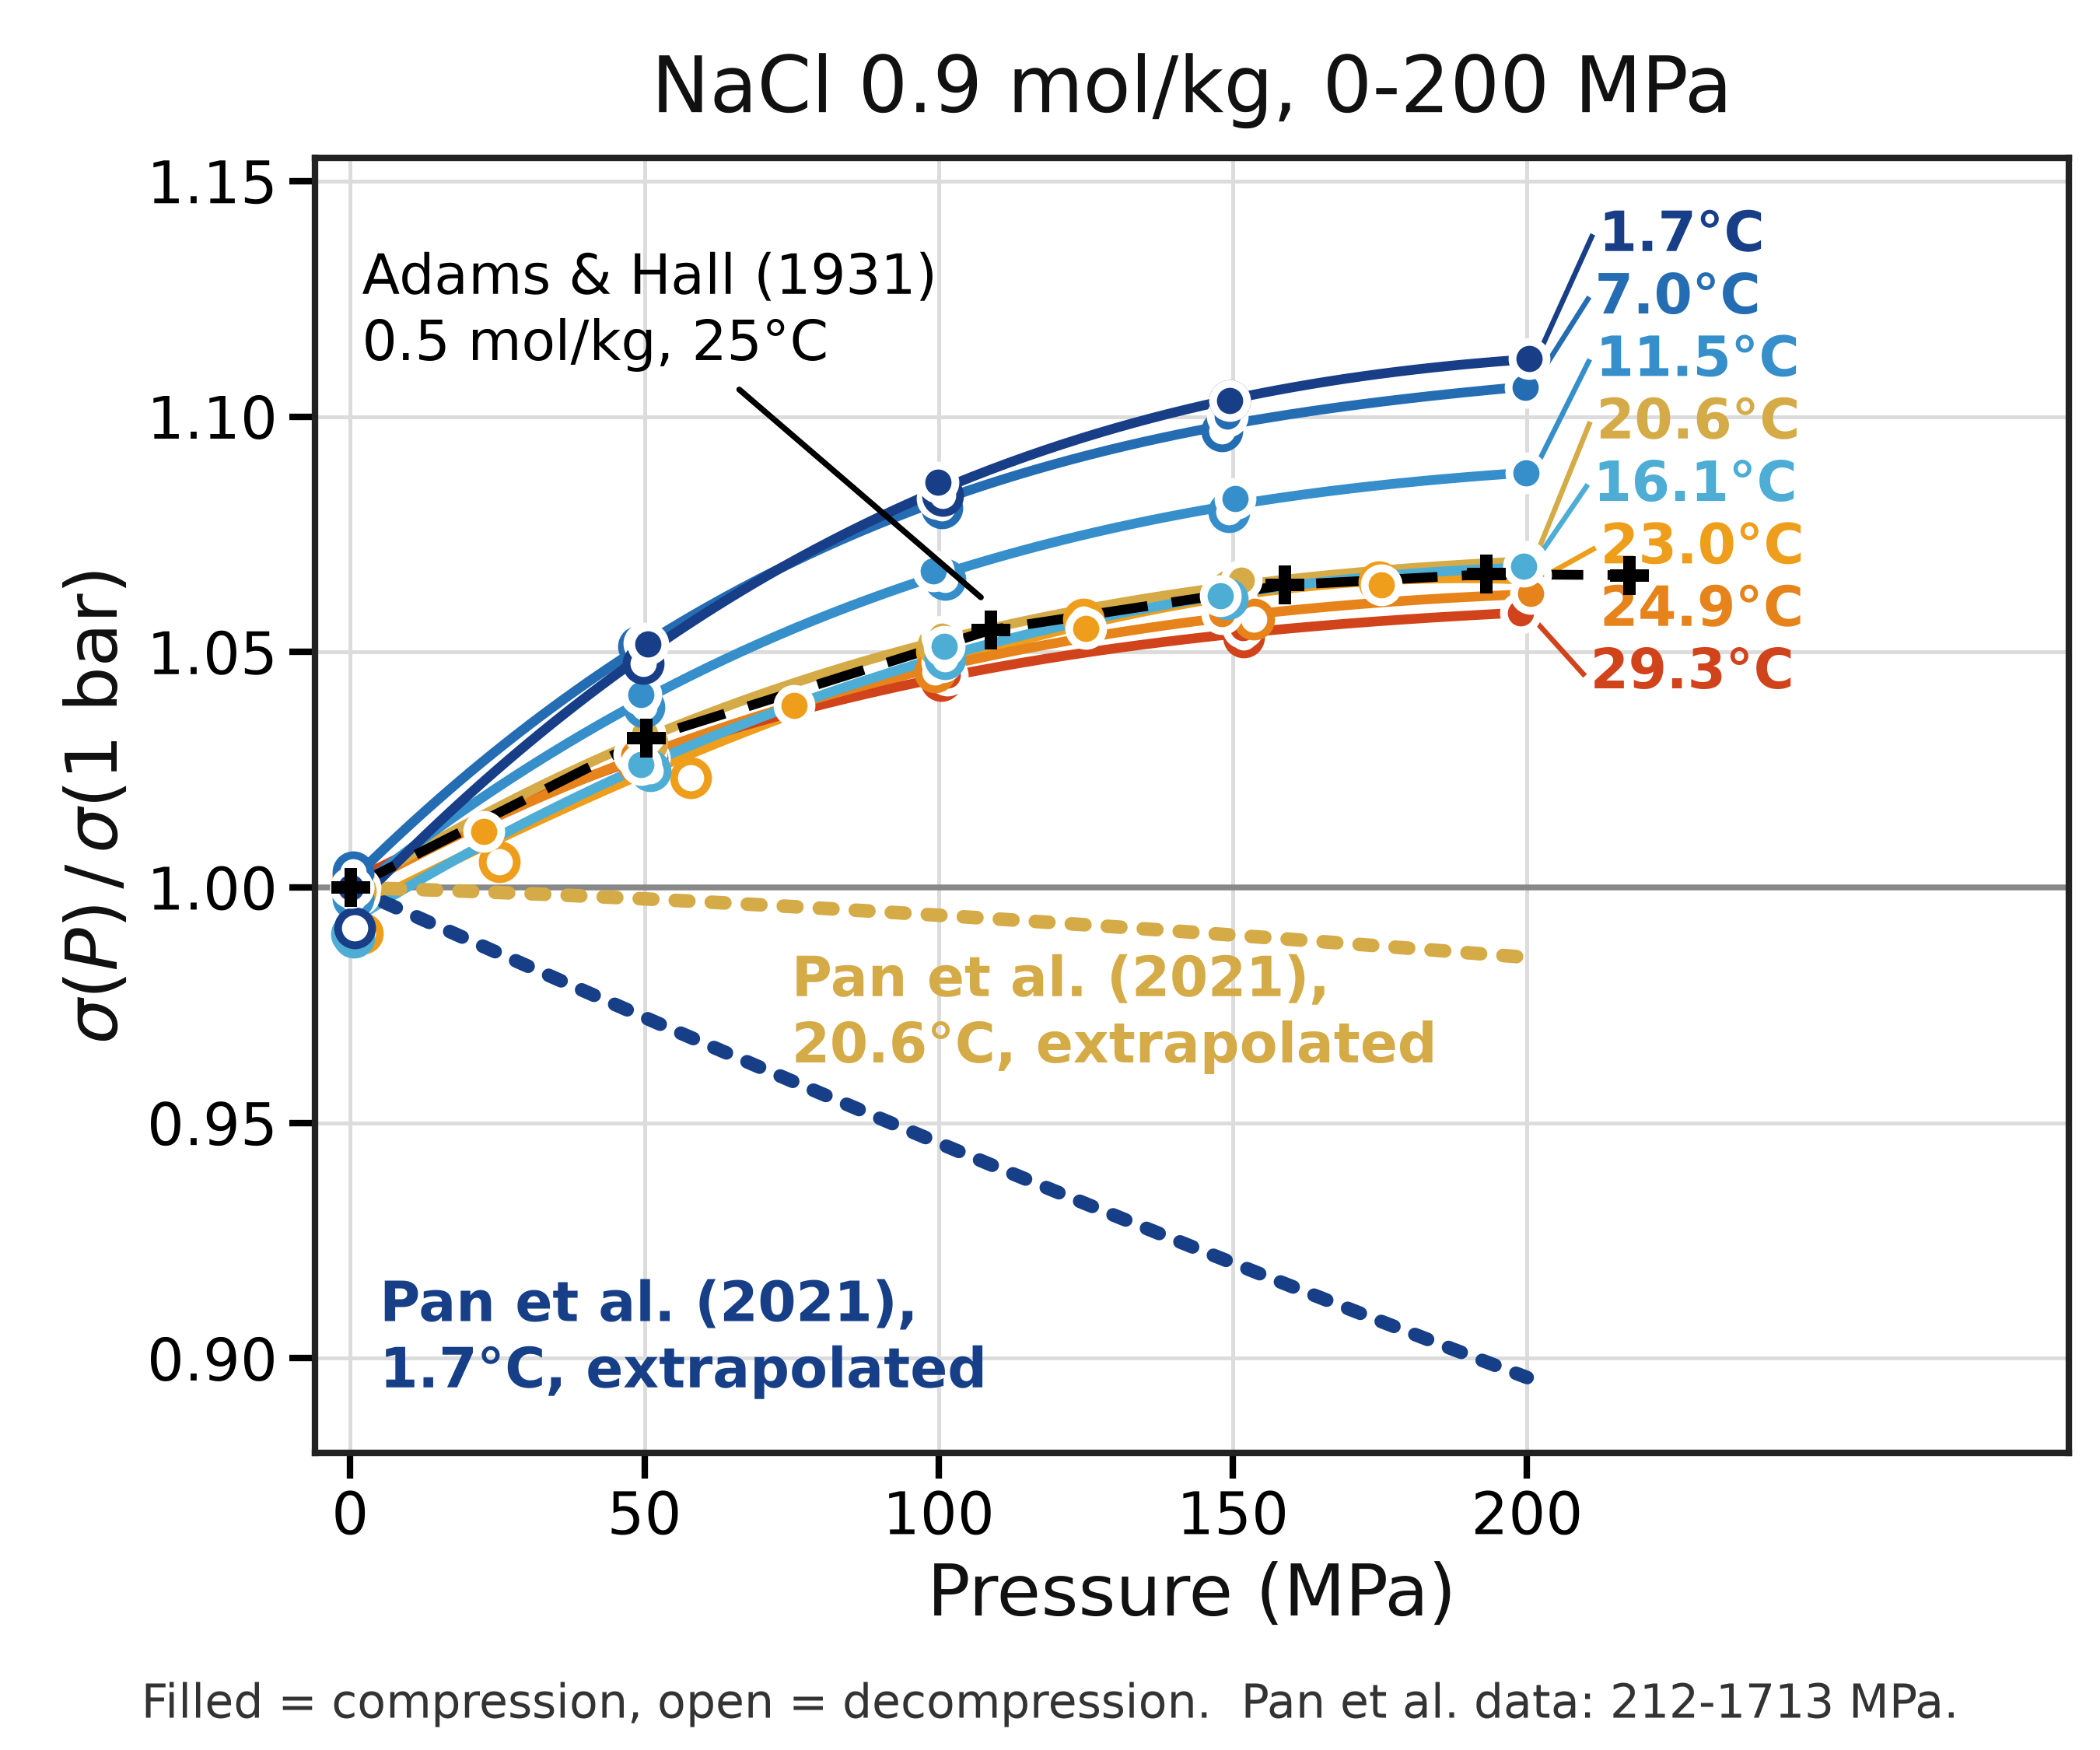 NaCl 0.9 mol/kg, 0-200 MPa
σ(P) / σ(1 bar)
1.15
1.10
1.05
1.00
0.95
0.90
Adams & Hall (1931)
0.5 mol/kg, 25°C
1.7°C
7.0°C
11.5°C
20.6°C
16.1°C
23.0°C
24.9°C
29.3°C
Pan et al. (2021),
20.6°C, extrapolated
Pan et al. (2021),
1.7°C, extrapolated
0 50 100 150 200
Pressure (MPa)
Filled = compression, open = decompression. Pan et al. data: 212-1713 MPa.